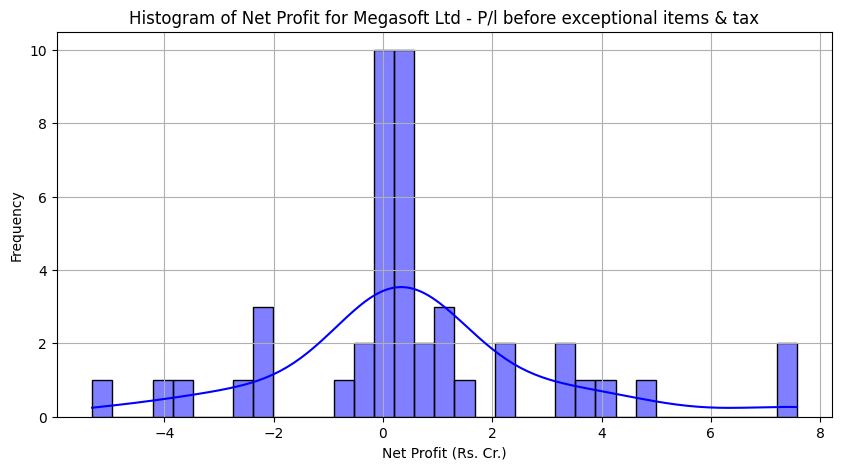 Histogram of Net Profit for Megasoft Ltd - P/l before exceptional items & tax
10
8
6
4
2
0
Frequency
−4 −2 0 2 4 6 8
Net Profit (Rs. Cr.)